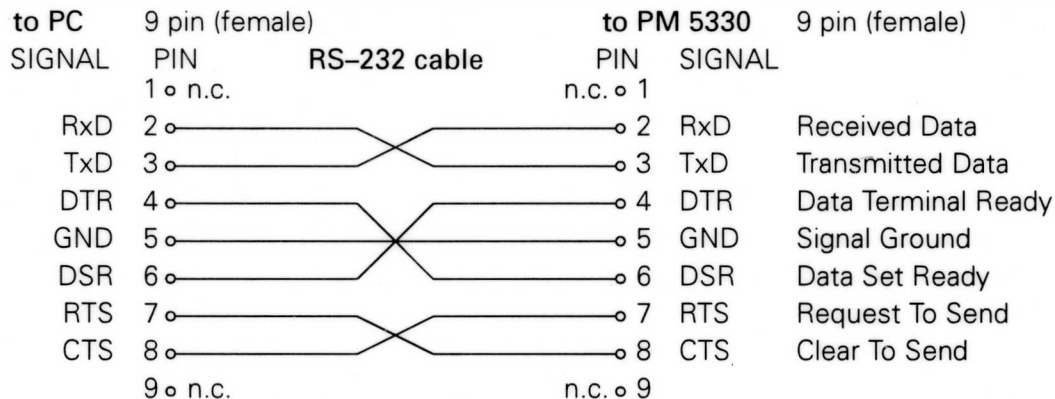 to PC 9 pin (female) to PM 5330 9 pin (female)
SIGNAL PIN RS–232 cable PIN SIGNAL
1 n.c. n.c. 1
RxD 2 2 RxD Received Data
TxD 3 3 TxD Transmitted Data
DTR 4 4 DTR Data Terminal Ready
GND 5 5 GND Signal Ground
DSR 6 6 DSR Data Set Ready
RTS 7 7 RTS Request To Send
CTS 8 8 CTS Clear To Send
9 n.c. n.c. 9